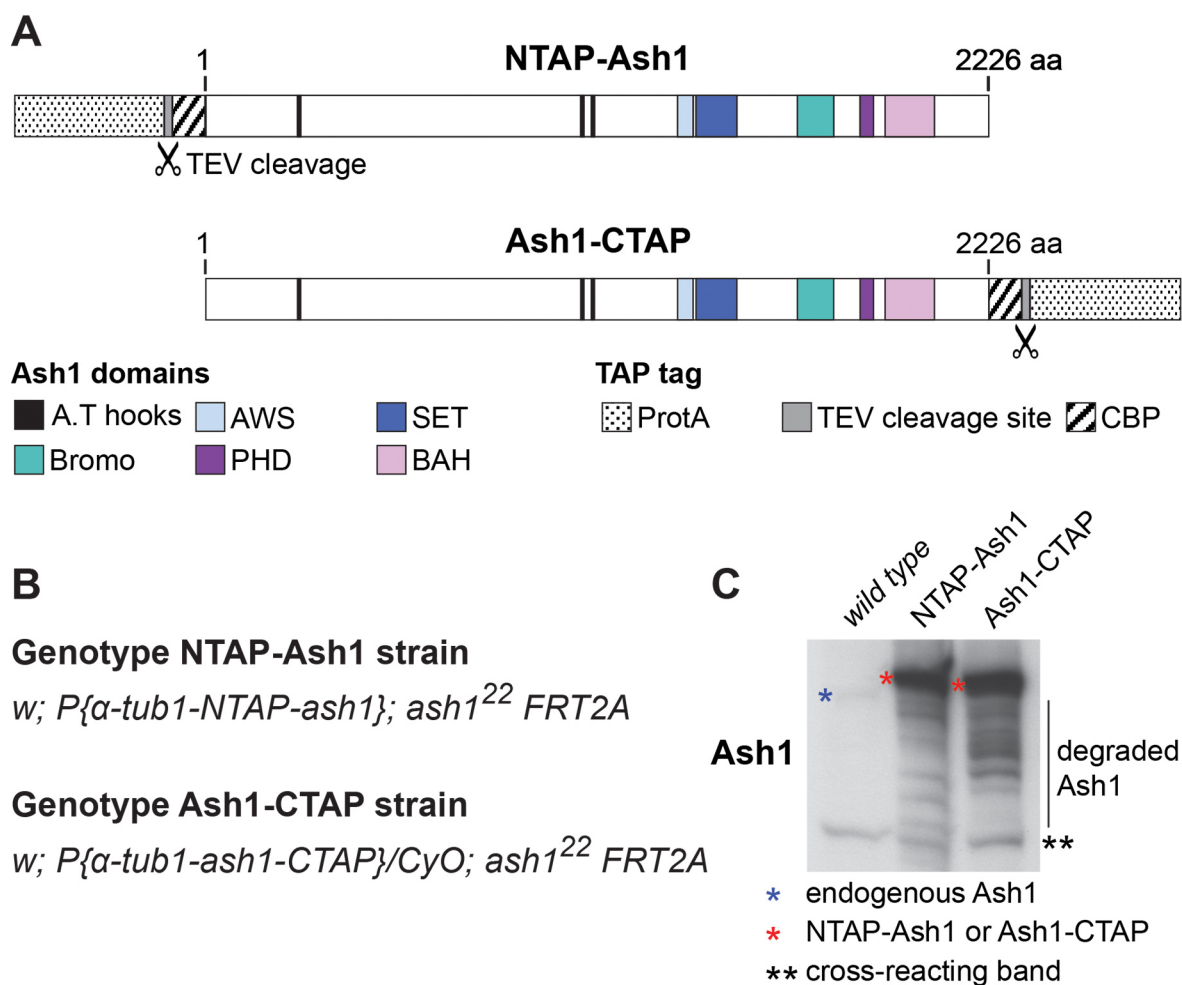 A
1 NTAP-Ash1 2226 aa
TEV cleavage
1 Ash1-CTAP 2226 aa
Ash1 domains
A.T hooks AWS SET
Bromo PHD BAH
TAP tag
ProtA TEV cleavage site CBP
B
Genotype NTAP-Ash1 strain
w; P{α-tub1-NTAP-ash1}; ash1²² FRT2A
Genotype Ash1-CTAP strain
w; P{α-tub1-ash1-CTAP}/CyO; ash1²² FRT2A
C
wild type
NTAP-Ash1
Ash1-CTAP
*
*
*
Ash1
degraded
Ash1
**
* endogenous Ash1
* NTAP-Ash1 or Ash1-CTAP
** cross-reacting band